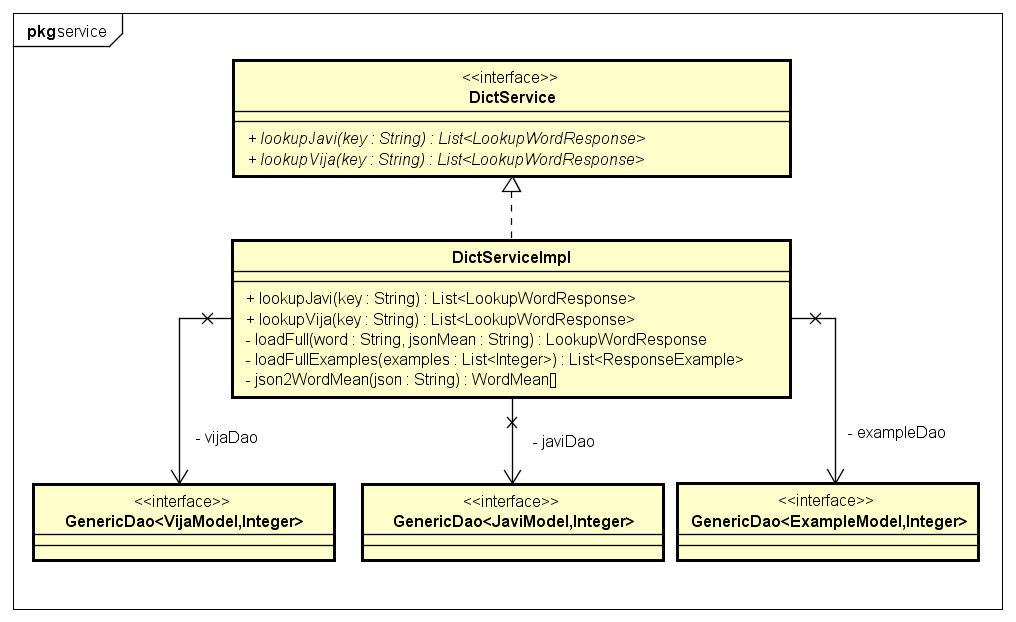 pkg service
<<interface>>
DictService
+ lookupJavi(key : String) : List<LookupWordResponse>
+ lookupVija(key : String) : List<LookupWordResponse>
DictServiceImpl
+ lookupJavi(key : String) : List<LookupWordResponse>
+ lookupVija(key : String) : List<LookupWordResponse>
- loadFull(word : String, jsonMean : String) : LookupWordResponse
- loadFullExamples(examples : List<Integer>) : List<ResponseExample>
- json2WordMean(json : String) : WordMean[]
- vijaDao
- javiDao
- exampleDao
<<interface>>
GenericDao<VijaModel,Integer>
<<interface>>
GenericDao<JaviModel,Integer>
<<interface>>
GenericDao<ExampleModel,Integer>